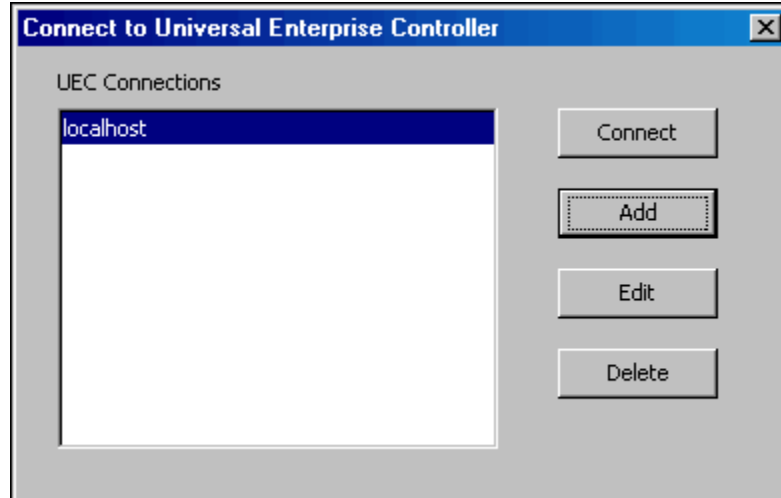 Connect to Universal Enterprise Controller
UEC Connections
localhost
Connect
Add
Edit
Delete